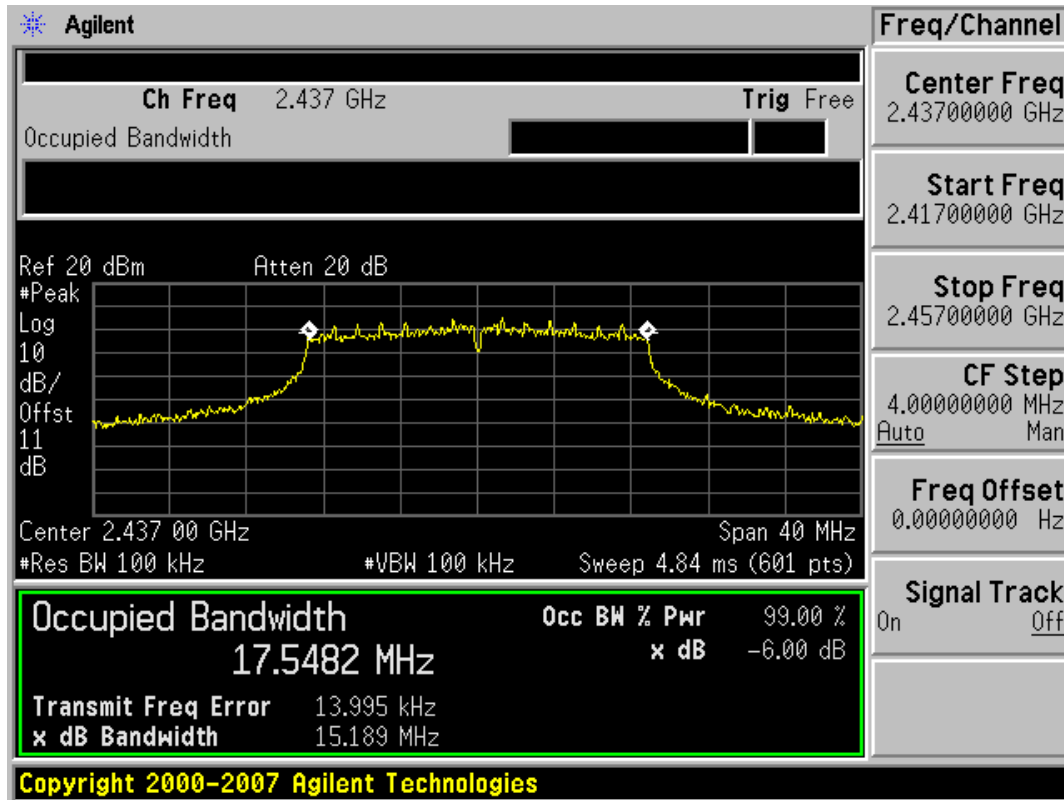 Agilent
Freq/Channel
Ch Freq 2.437 GHz Trig Free
Occupied Bandwidth
Center Freq
2.43700000 GHz
Start Freq
2.41700000 GHz
Stop Freq
2.45700000 GHz
CF Step
4.00000000 MHz
Auto Man
Freq Offset
0.00000000 Hz
Signal Track
On Off
Ref 20 dBm Atten 20 dB
#Peak
Log
10
dB/
Offst
11
dB
Center 2.437 00 GHz Span 40 MHz
#Res BW 100 kHz #VBW 100 kHz Sweep 4.84 ms (601 pts)
Occupied Bandwidth
17.5482 MHz
Occ BW % Pwr 99.00 %
x dB -6.00 dB
Transmit Freq Error 13.995 kHz
x dB Bandwidth 15.189 MHz
Copyright 2000-2007 Agilent Technologies